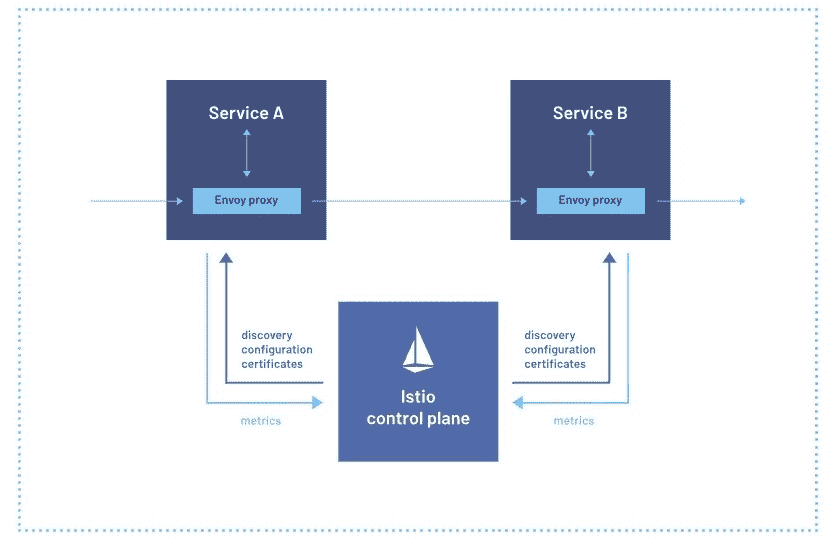 Service A
Envoy proxy
Service B
Envoy proxy
discovery
configuration
certificates
metrics
Istio
control plane
discovery
configuration
certificates
metrics